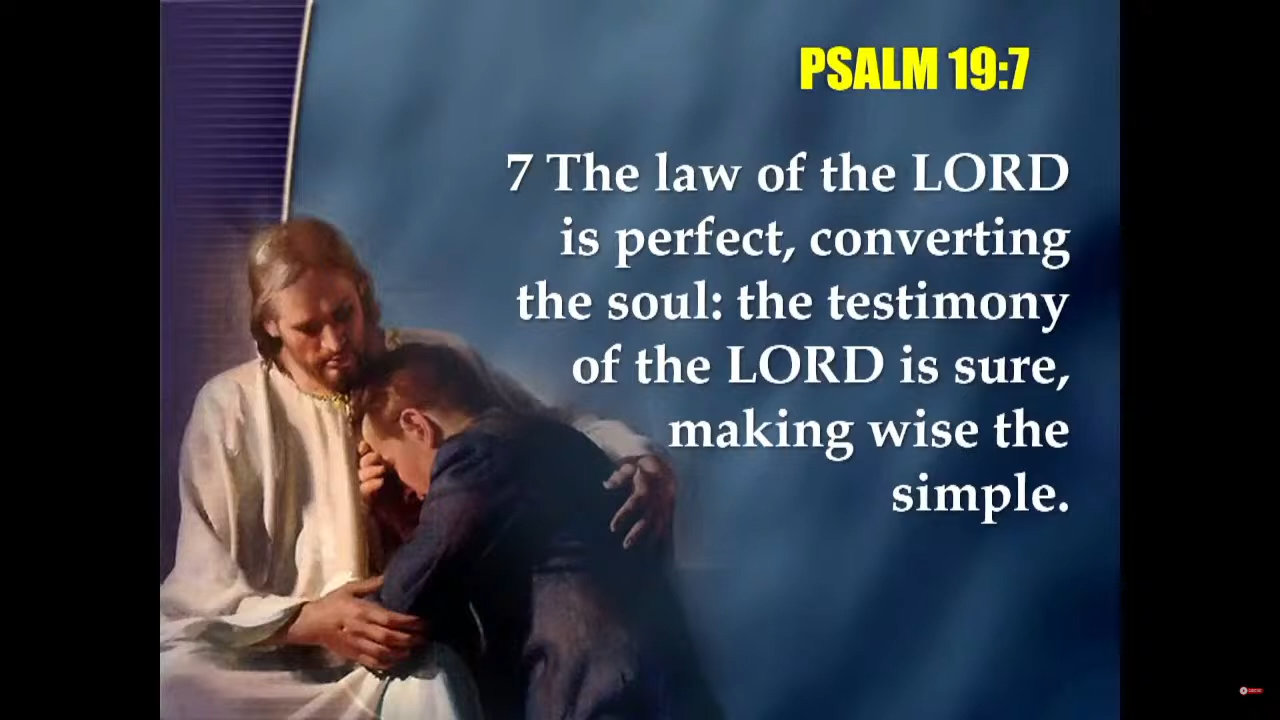 PSALM 19:7
7 The law of the LORD
is perfect, converting
the soul: the testimony
of the LORD is sure,
making wise the
simple.